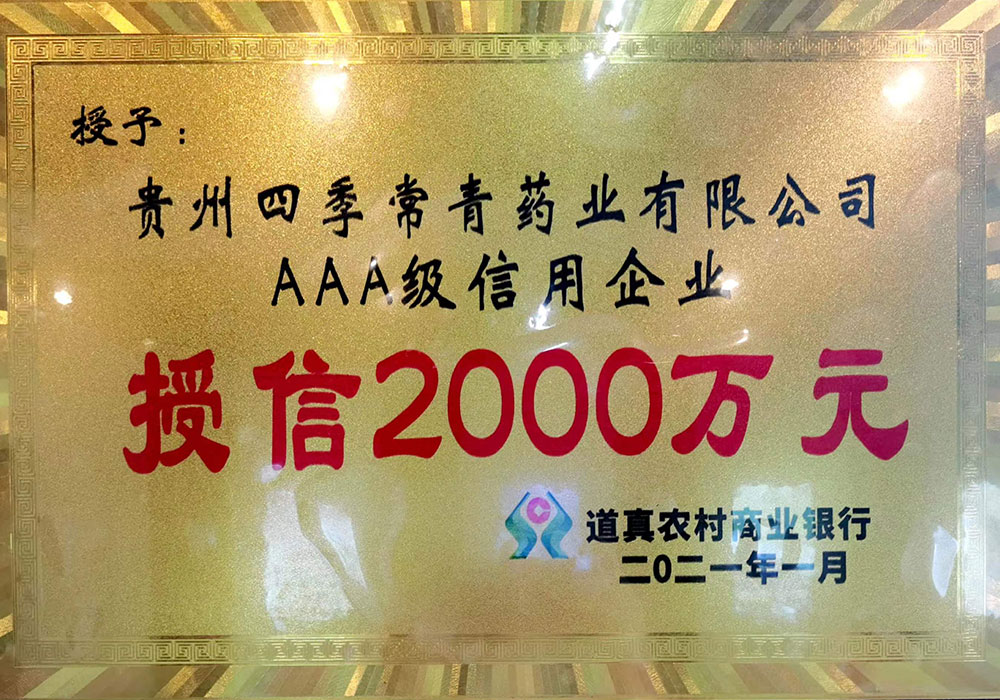 授予：
贵州四季常青药业有限公司
AAA级信用企业
授信2000万元
道真农村商业银行
二0二一年一月